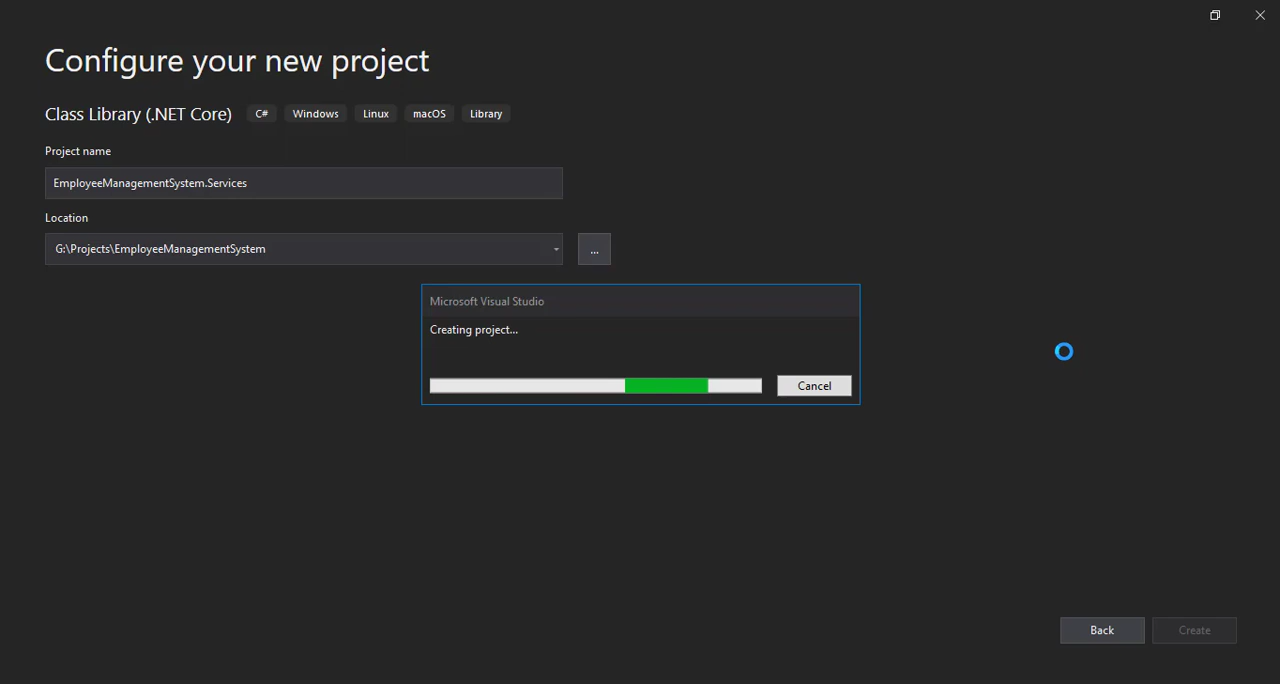 Configure your new project
Class Library (.NET Core) C# Windows Linux macOS Library
Project name
EmployeeManagementSystem.Services
Location
G:\Projects\EmployeeManagementSystem
...
Microsoft Visual Studio
Creating project...
Cancel
Back Create